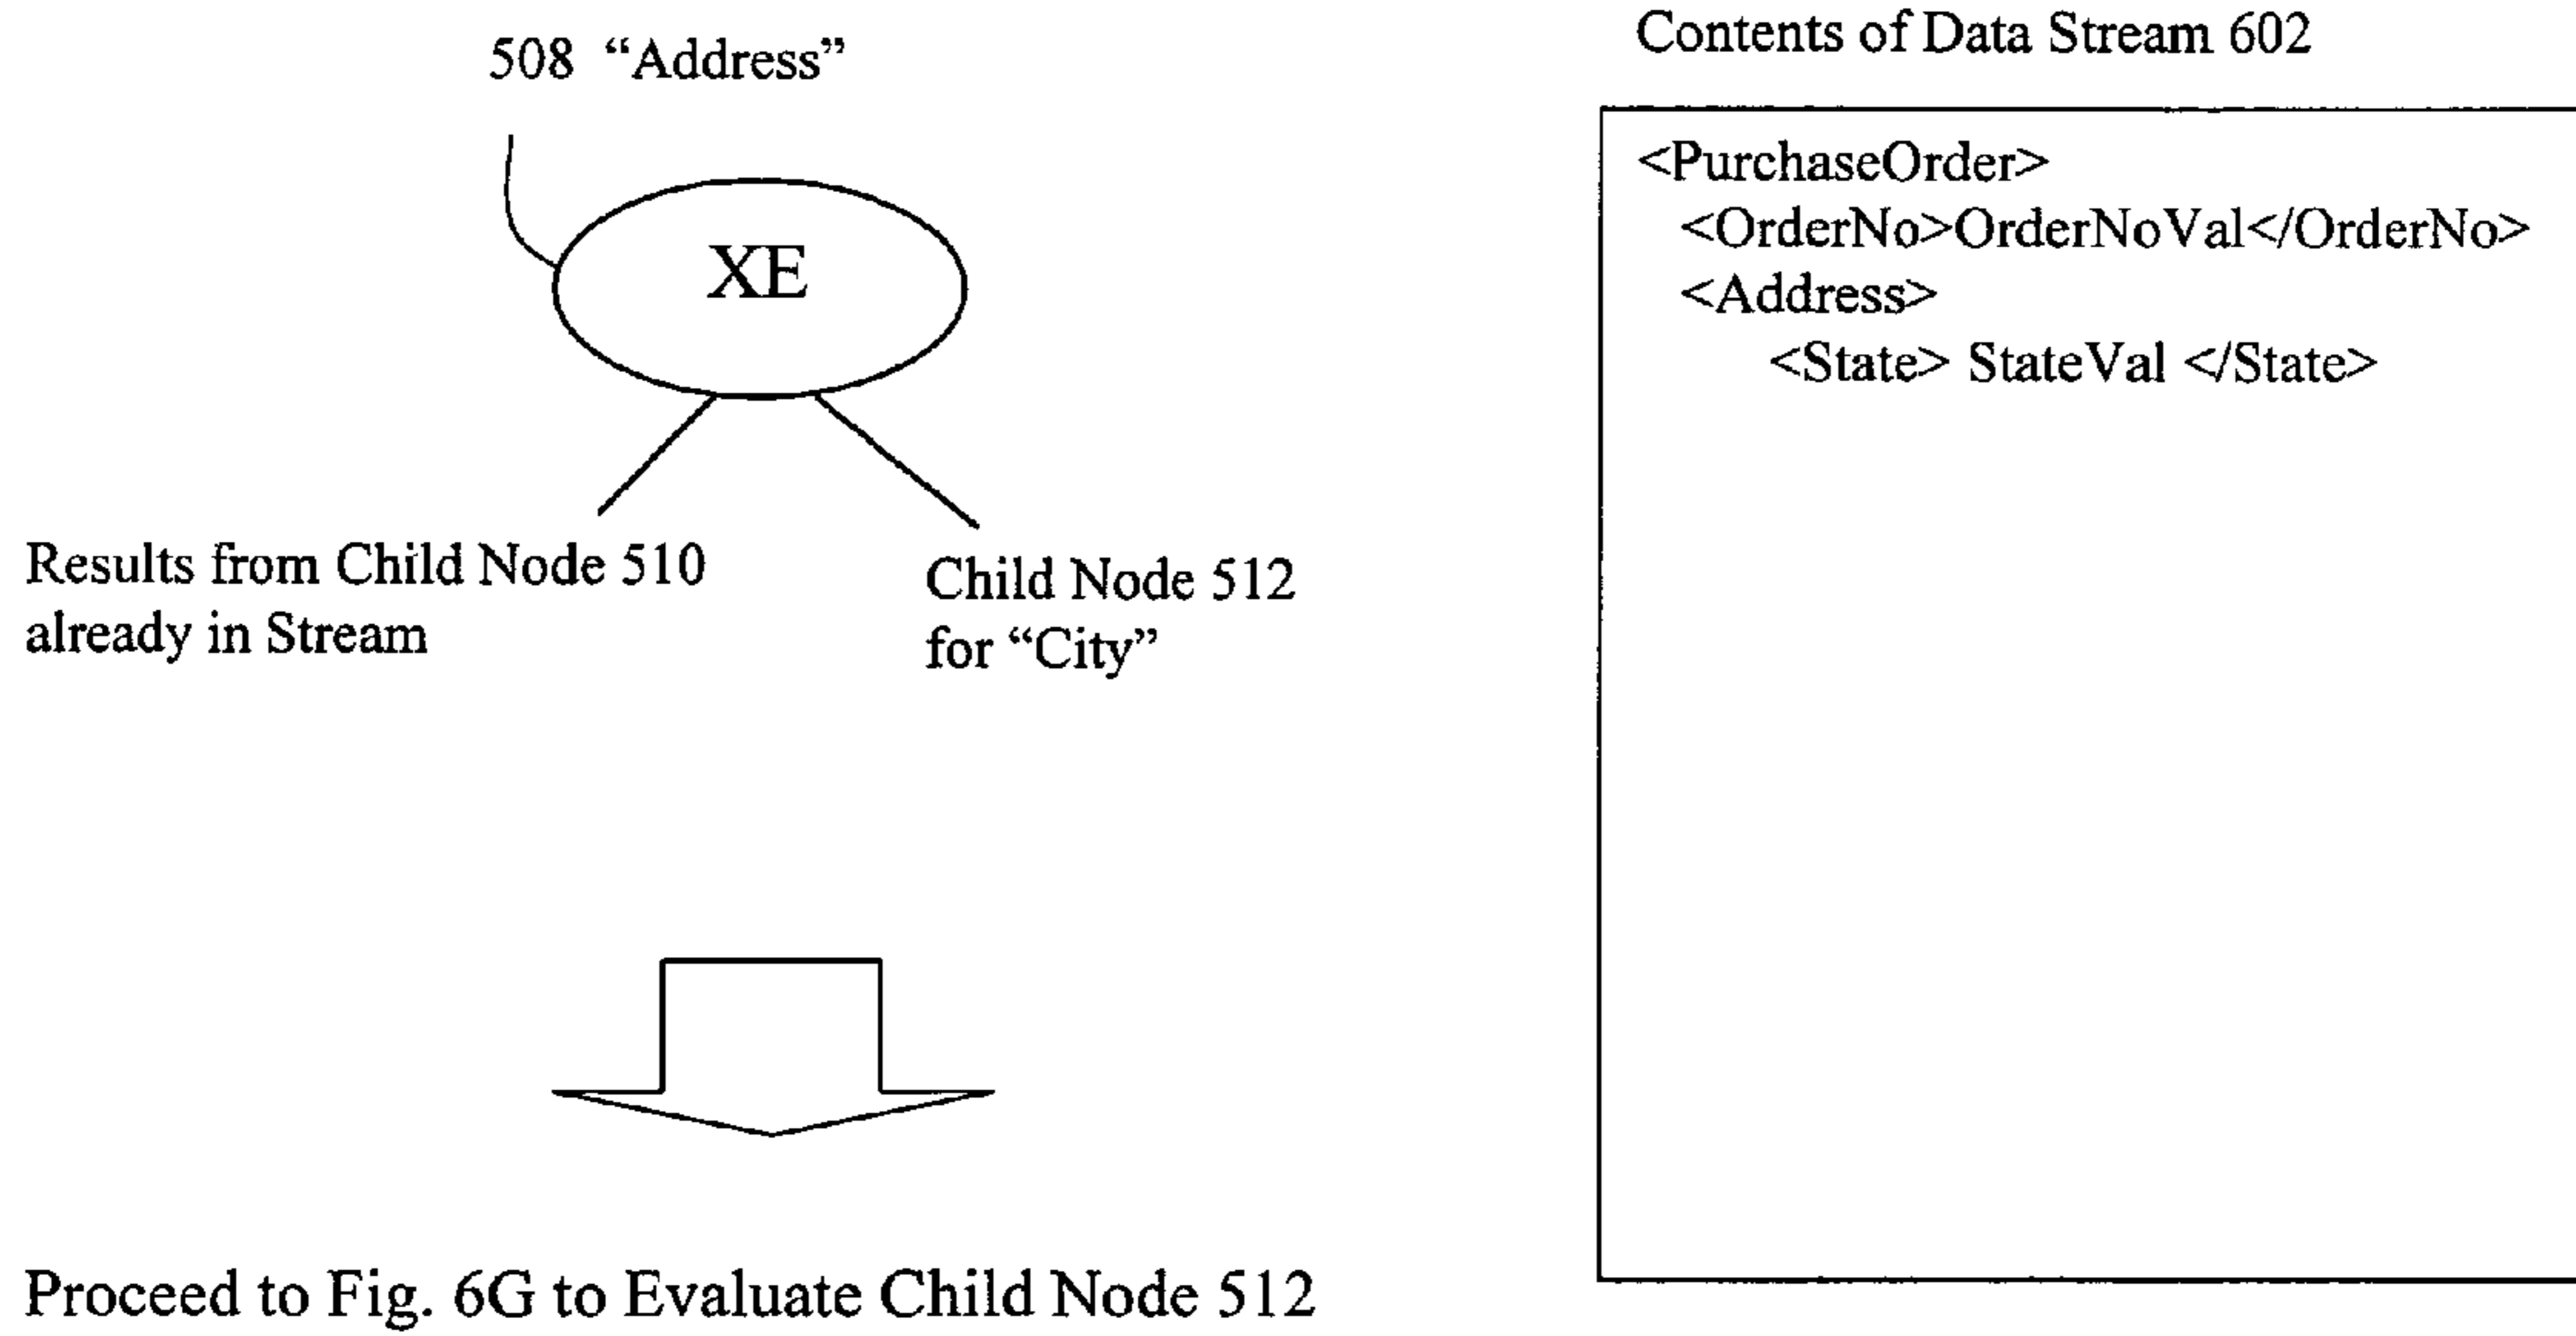 508 “Address”
XE
Results from Child Node 510
already in Stream
Child Node 512
for “City”
Proceed to Fig. 6G to Evaluate Child Node 512
Contents of Data Stream 602
<PurchaseOrder>
<OrderNo>OrderNoVal</OrderNo>
<Address>
<State> StateVal </State>